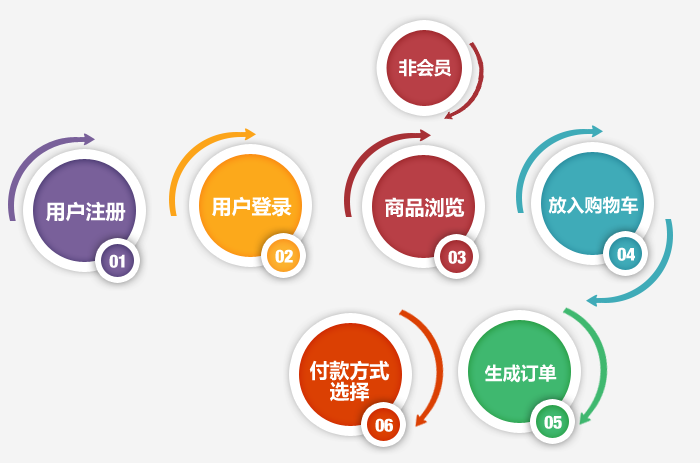 非会员
用户注册
01
用户登录
02
商品浏览
03
放入购物车
04
生成订单
05
付款方式
选择
06